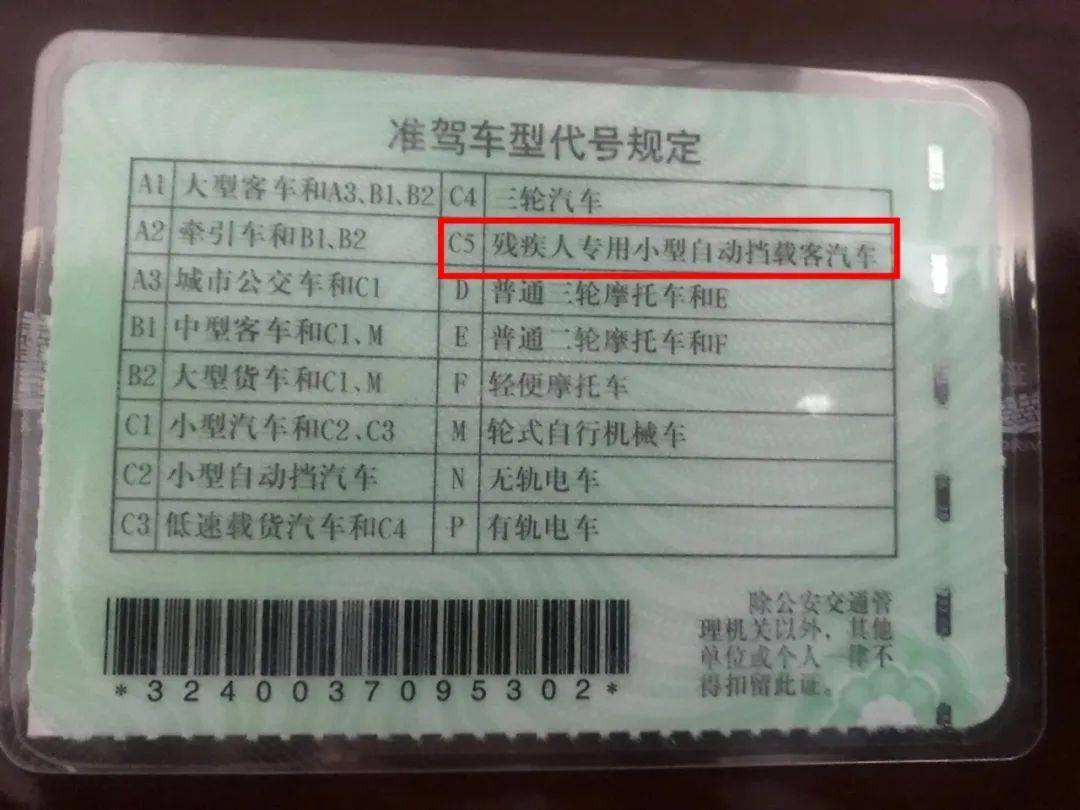 准驾车型代号规定
A1 大型客车和A3、B1、B2
A2 牵引车和B1、B2
A3 城市公交车和C1
B1 中型客车和C1、M
B2 大型货车和C1、M
C1 小型汽车和C2、C3
C2 小型自动挡汽车
C3 低速载货汽车和C4
C4 三轮汽车
C5 残疾人专用小型自动挡载客汽车
D 普通三轮摩托车和E
E 普通二轮摩托车和F
F 轻便摩托车
M 轮式自行机械车
N 无轨电车
P 有轨电车
*3240037095302*
除公安交通管
理机关以外，其他
单位或个人一律不
得扣留此证。